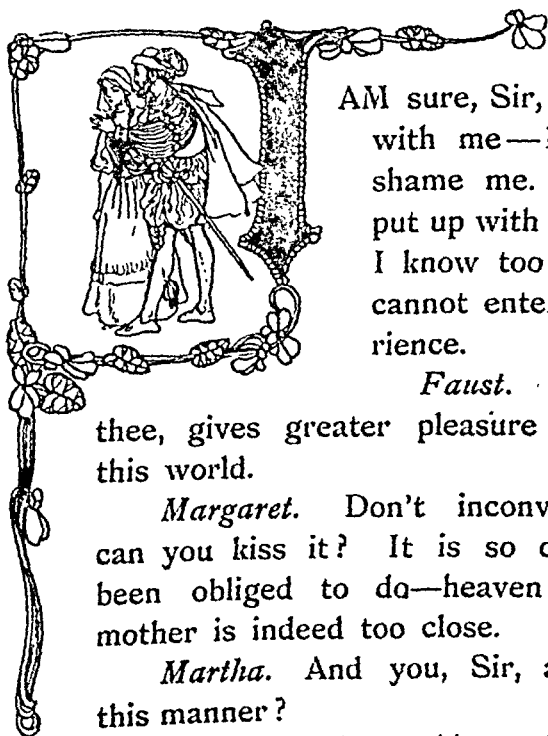 I AM sure, Sir,
with me—
shame me.
put up with
I know too
cannot ente
rience.
Faust.
thee, gives greater pleasure
this world.
Margaret. Don't inconv
can you kiss it? It is so
been obliged to do—heaven
mother is indeed too close.
Martha. And you, Sir, a
this manner?